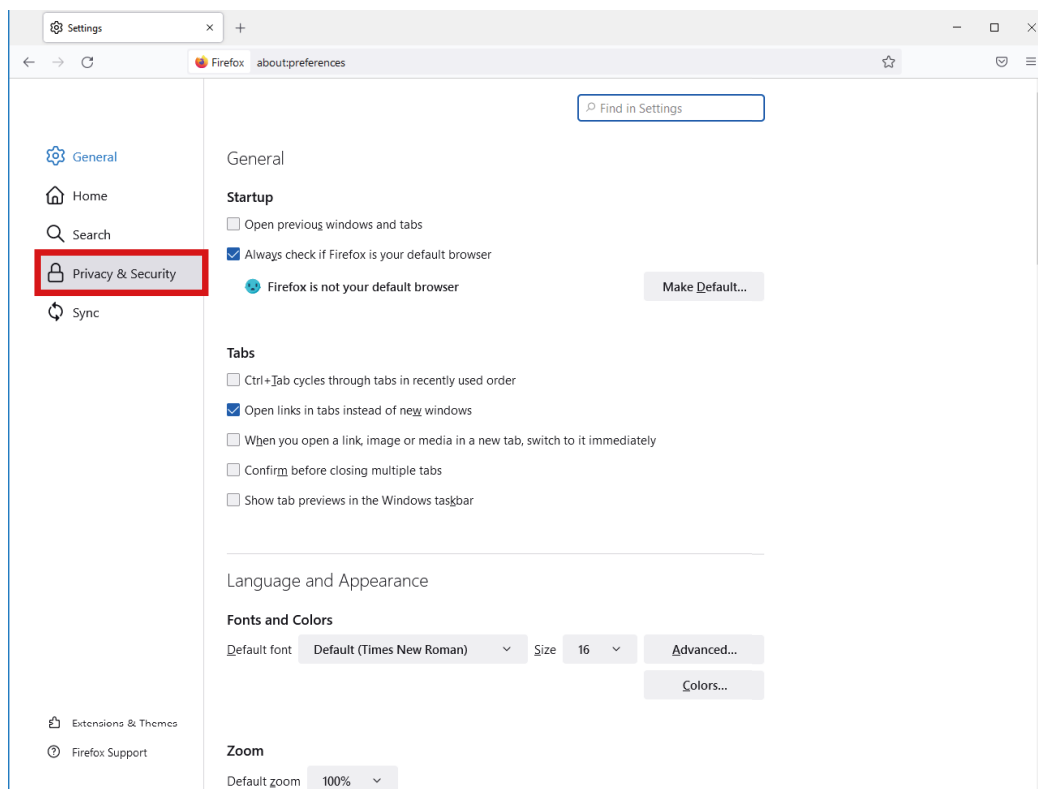 Settings
Firefox about:preferences
Find in Settings
General
Home
Search
Privacy & Security
Sync
Extensions & Themes
Firefox Support
General
Startup
Open previous windows and tabs
Always check if Firefox is your default browser
Firefox is not your default browser Make Default...
Tabs
Ctrl+Tab cycles through tabs in recently used order
Open links in tabs instead of new windows
When you open a link, image or media in a new tab, switch to it immediately
Confirm before closing multiple tabs
Show tab previews in the Windows taskbar
Language and Appearance
Fonts and Colors
Default font Default (Times New Roman) Size 16 Advanced...
Colors...
Zoom
Default zoom 100%